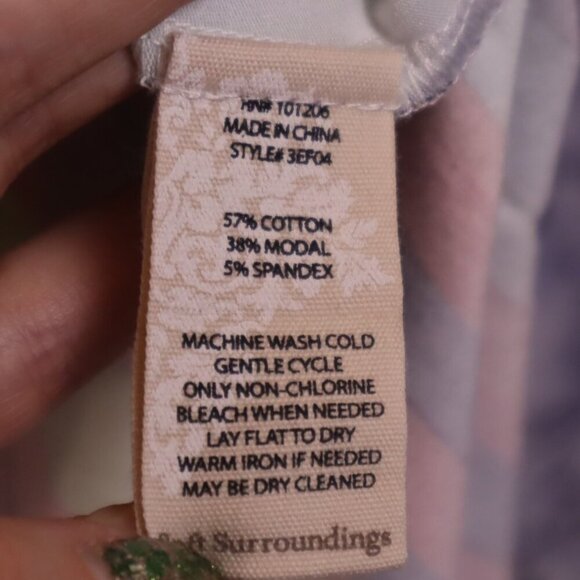 RN# 101206
MADE IN CHINA
STYLE# 3EF04
57% COTTON
38% MODAL
5% SPANDEX
MACHINE WASH COLD
GENTLE CYCLE
ONLY NON-CHLORINE
BLEACH WHEN NEEDED
LAY FLAT TO DRY
WARM IRON IF NEEDED
MAY BE DRY CLEANED
Soft Surroundings